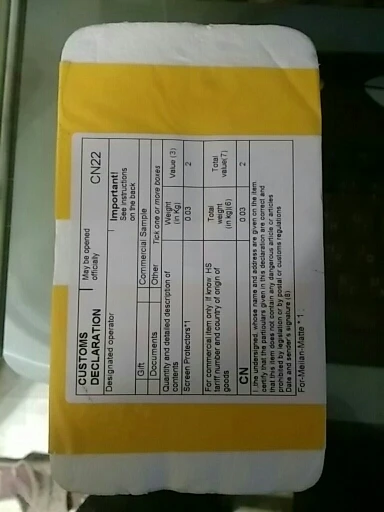 CUSTOMS DECLARATION
May be opened officially
CN22
Designated operator
Important!
See instructions on the back
Gift
Commercial Sample
Documents
Other
Tick one or more boxes
Quantity and detailed description of contents
Weight (in Kg)
Value (3)
Screen Protectors*1
0.03
2
For commercial item only. If know HS tariff number and country of origin of goods
Total weight (in kg)(6)
Total value(7)
CN
0.03
2
I, the undersigned, whose name and address are given on the item
certify that the particulars given in this declaration are correct and
that this item does not contain any dangerous article or articles
prohibited by legislation or by postal or customs regulations
Date and sender's signature (8)
For-Meilian-Matte * 1